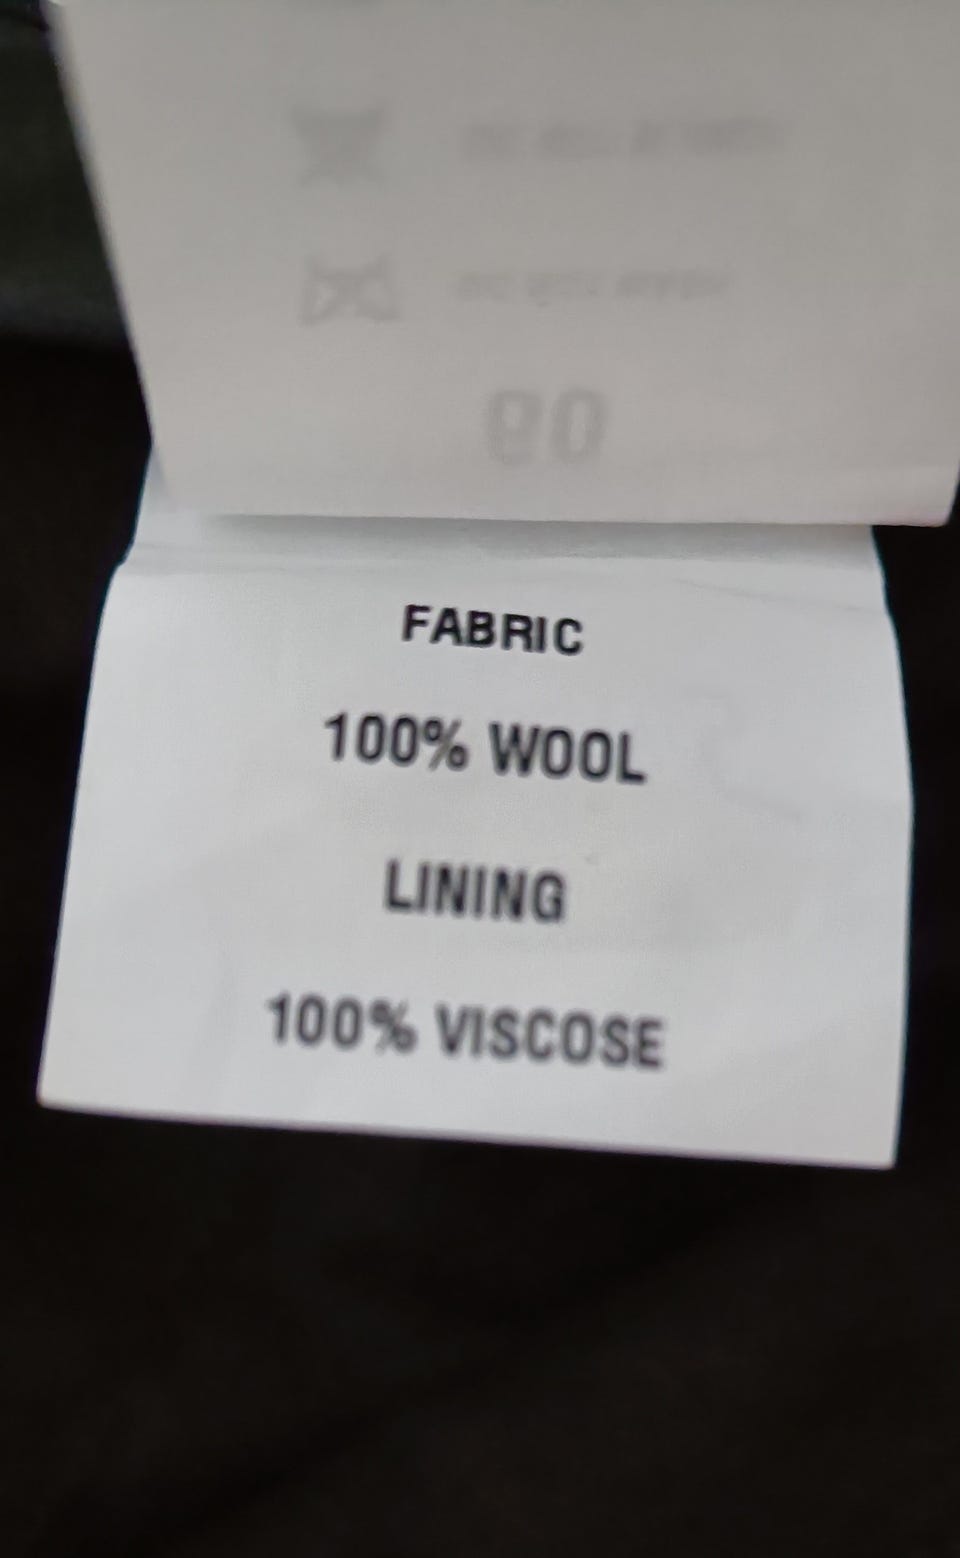 FABRIC
100% WOOL
LINING
100% VISCOSE